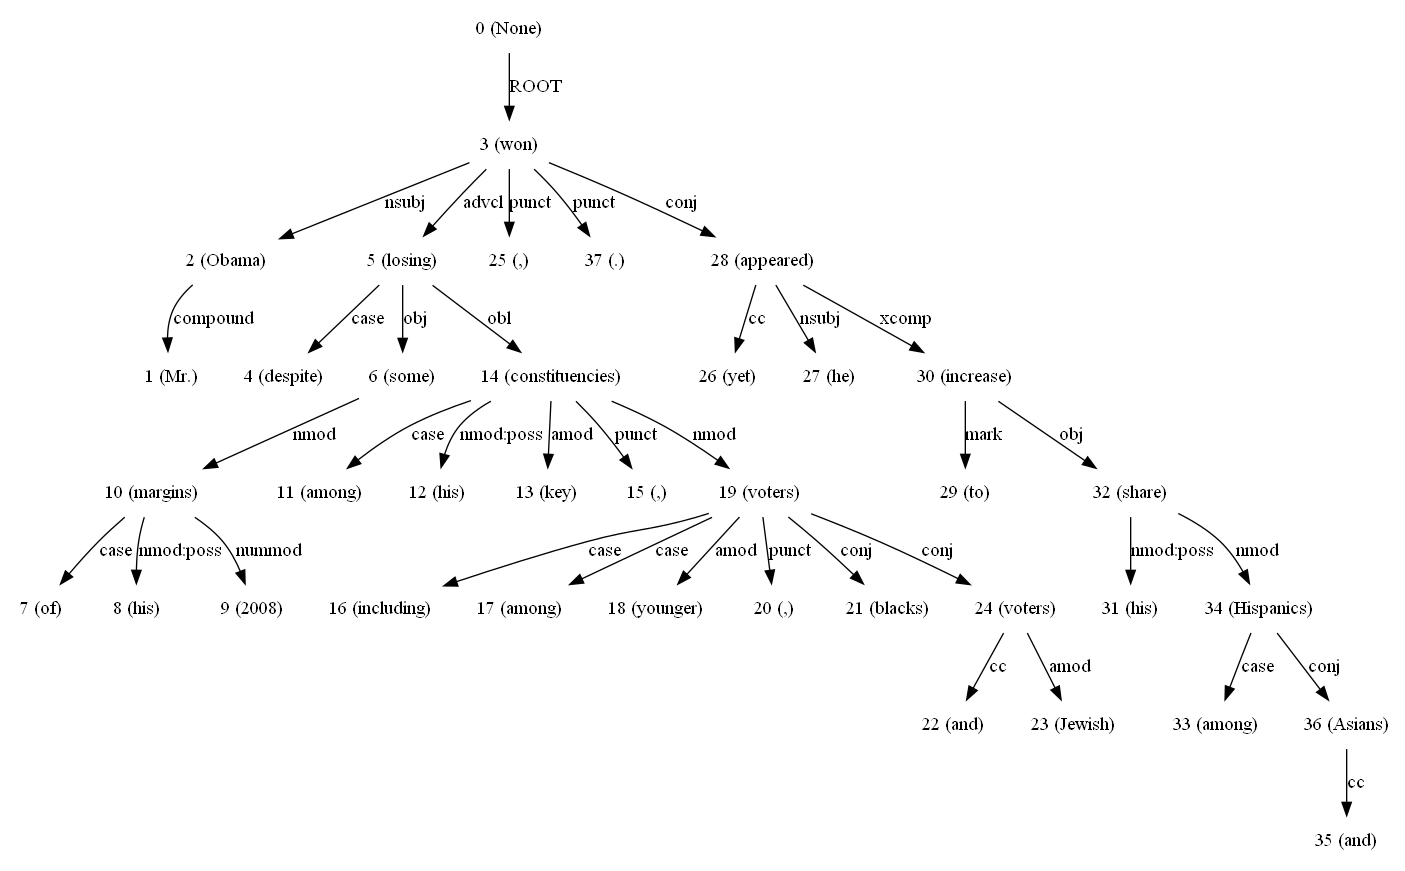 0 (None)
ROOT
3 (won)
nsubj advcl punct punct conj
2 (Obama) 5 (losing) 25 (,) 37 (.) 28 (appeared)
compound case obj obl cc nsubj xcomp
1 (Mr.) 4 (despite) 6 (some) 14 (constituencies) 26 (yet) 27 (he) 30 (increase)
nmod case nmod:poss amod punct nmod mark obj
10 (margins) 11 (among) 12 (his) 13 (key) 15 (,) 19 (voters) 29 (to) 32 (share)
case nmod:poss nummod case case amod punct conj conj nmod:poss nmod
7 (of) 8 (his) 9 (2008) 16 (including) 17 (among) 18 (younger) 20 (,) 21 (blacks) 24 (voters) 31 (his) 34 (Hispanics)
cc amod case conj
22 (and) 23 (Jewish) 33 (among) 36 (Asians)
cc
35 (and)